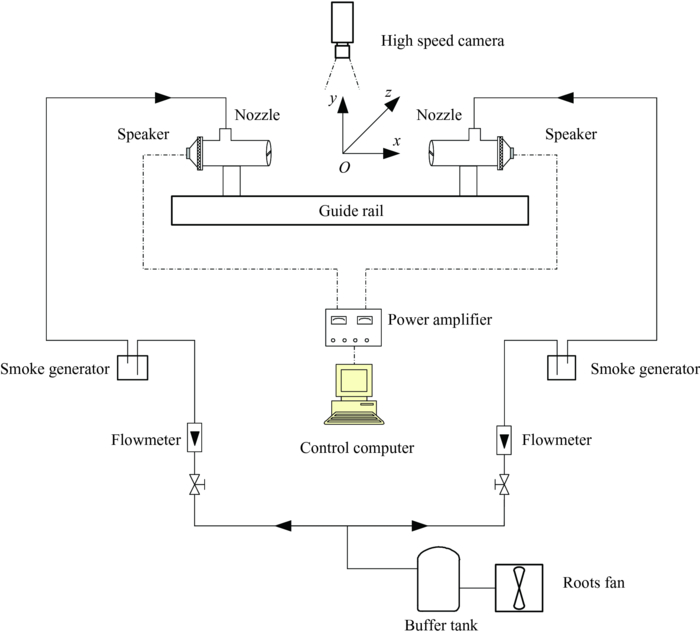 High speed camera
y
z
Nozzle
Nozzle
Speaker
Speaker
x
O
Guide rail
Power amplifier
Smoke generator
Smoke generator
Flowmeter
Flowmeter
Control computer
Roots fan
Buffer tank